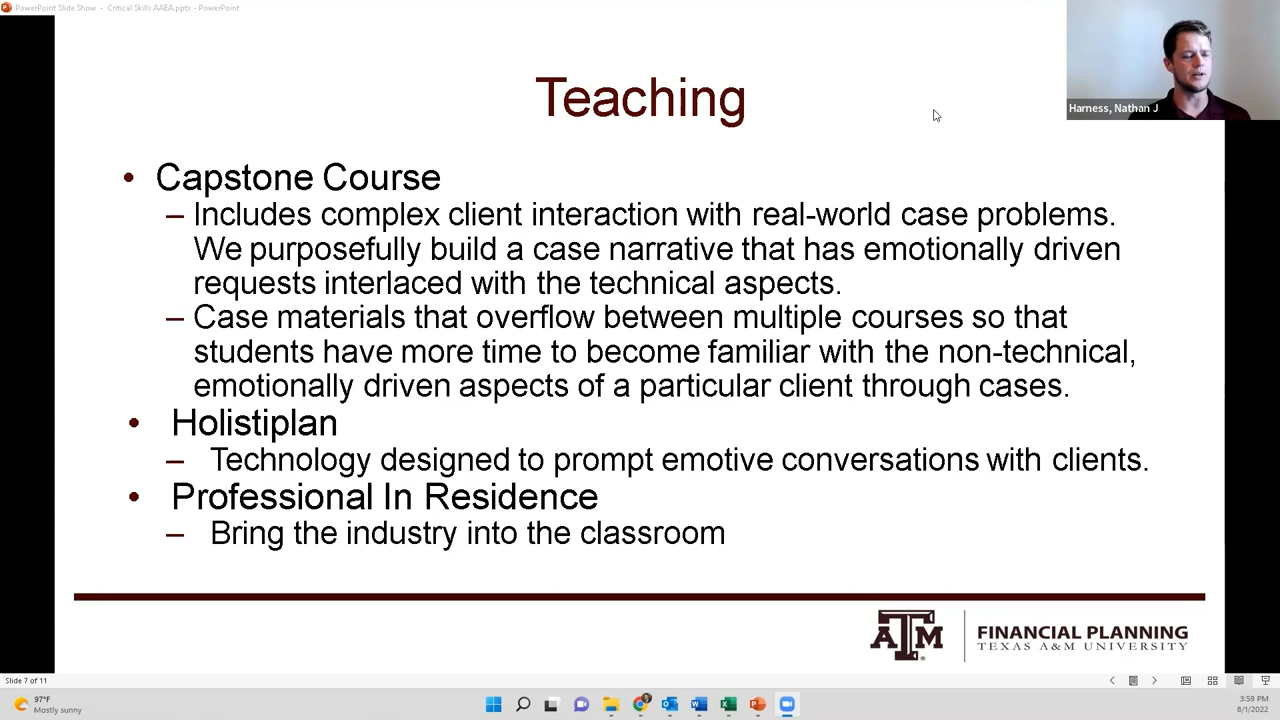 PowerPoint Slide Show - Critical Skills AAEA.pptx - PowerPoint
Harness, Nathan J
Teaching
• Capstone Course
– Includes complex client interaction with real-world case problems.
We purposefully build a case narrative that has emotionally driven
requests interlaced with the technical aspects.
– Case materials that overflow between multiple courses so that
students have more time to become familiar with the non-technical,
emotionally driven aspects of a particular client through cases.
• Holistiplan
– Technology designed to prompt emotive conversations with clients.
• Professional In Residence
– Bring the industry into the classroom
ATM
FINANCIAL PLANNING
TEXAS A&M UNIVERSITY
Slide 7 of 11
97°F
Mostly sunny
3:59 PM
8/1/2022